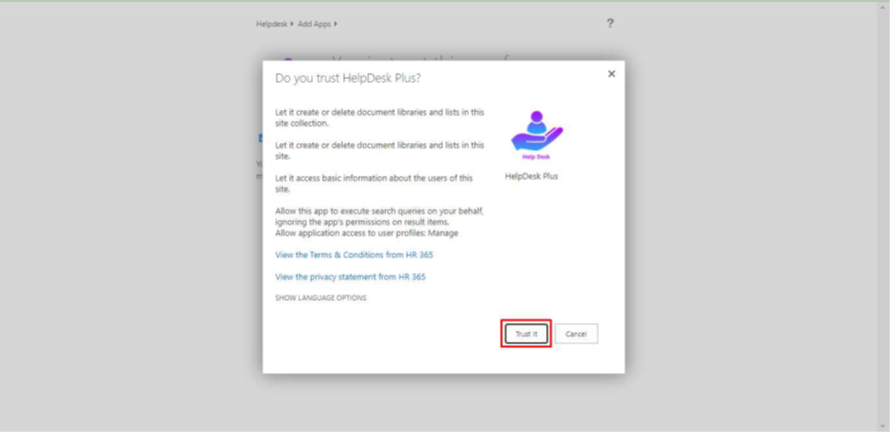 Helpdesk ▸ Add Apps ▸
?
Do you trust HelpDesk Plus?
Let it create or delete document libraries and lists in this
site collection.
Let it create or delete document libraries and lists in this
site.
Let it access basic information about the users of this
site.
Allow this app to execute search queries on your behalf,
ignoring the app's permissions on result items.
Allow application access to user profiles: Manage
View the Terms & Conditions from HR 365
View the privacy statement from HR 365
SHOW LANGUAGE OPTIONS
Help Desk
HelpDesk Plus
Trust It
Cancel